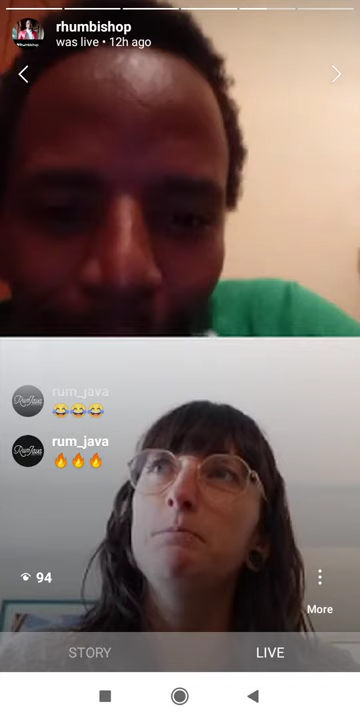 rhumbishop
was live • 12h ago
rum_java
😂😂😂
rum_java
🔥🔥🔥
94
More
STORY
LIVE